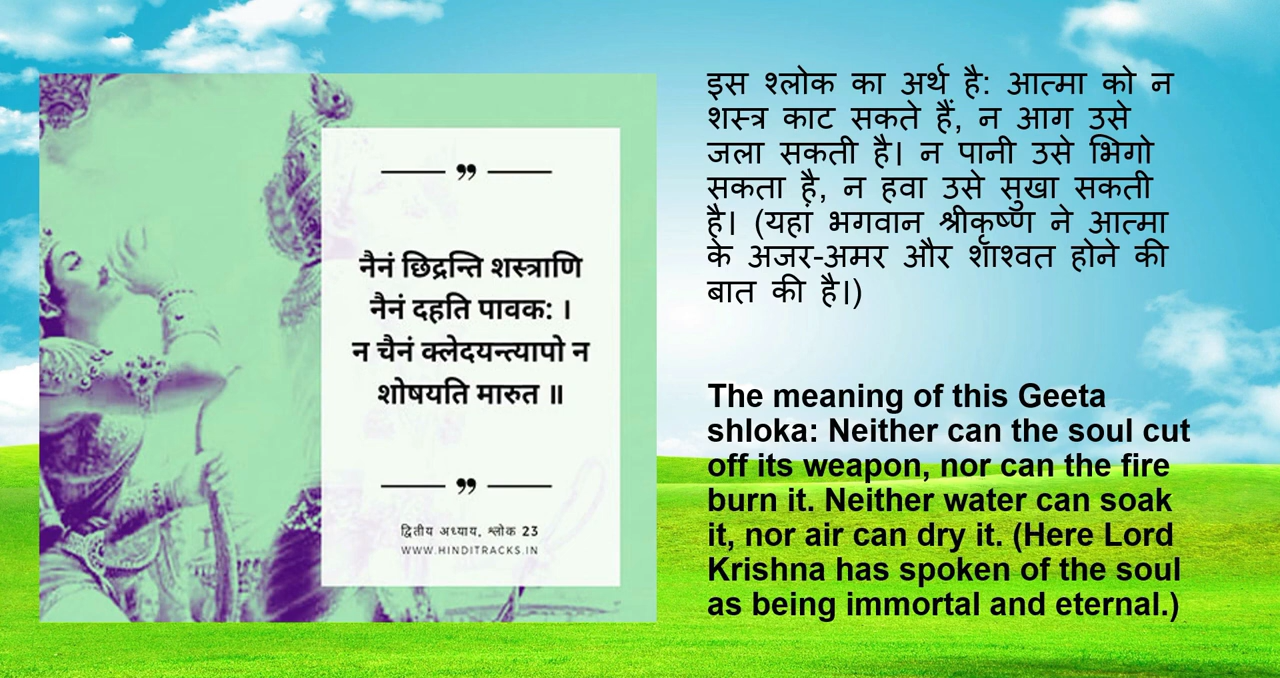 ❞
नैनं छिद्रन्ति शस्त्राणि
नैनं दहति पावक: ।
न चैनं क्लेदयन्त्यापो न
शोषयति मारुत ॥
❞
द्वितीय अध्याय, श्लोक 23
WWW.HINDITRACKS.IN
इस श्लोक का अर्थ है: आत्मा को न
शस्त्र काट सकते हैं, न आग उसे
जला सकती है। न पानी उसे भिगो
सकता है, न हवा उसे सुखा सकती
है। (यहां भगवान श्रीकृष्ण ने आत्मा
के अजर-अमर और शाश्वत होने की
बात की है।)
The meaning of this Geeta
shloka: Neither can the soul cut
off its weapon, nor can the fire
burn it. Neither water can soak
it, nor air can dry it. (Here Lord
Krishna has spoken of the soul
as being immortal and eternal.)